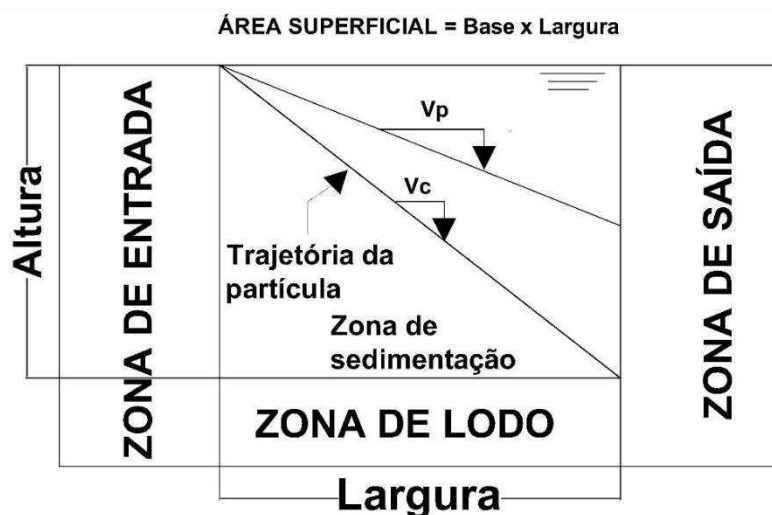 ÁREA SUPERFICIAL = Base x Largura
Altura
ZONA DE ENTRADA
Vp
Vc
Trajetória da
partícula
Zona de
sedimentação
ZONA DE LODO
ZONA DE SAÍDA
Largura